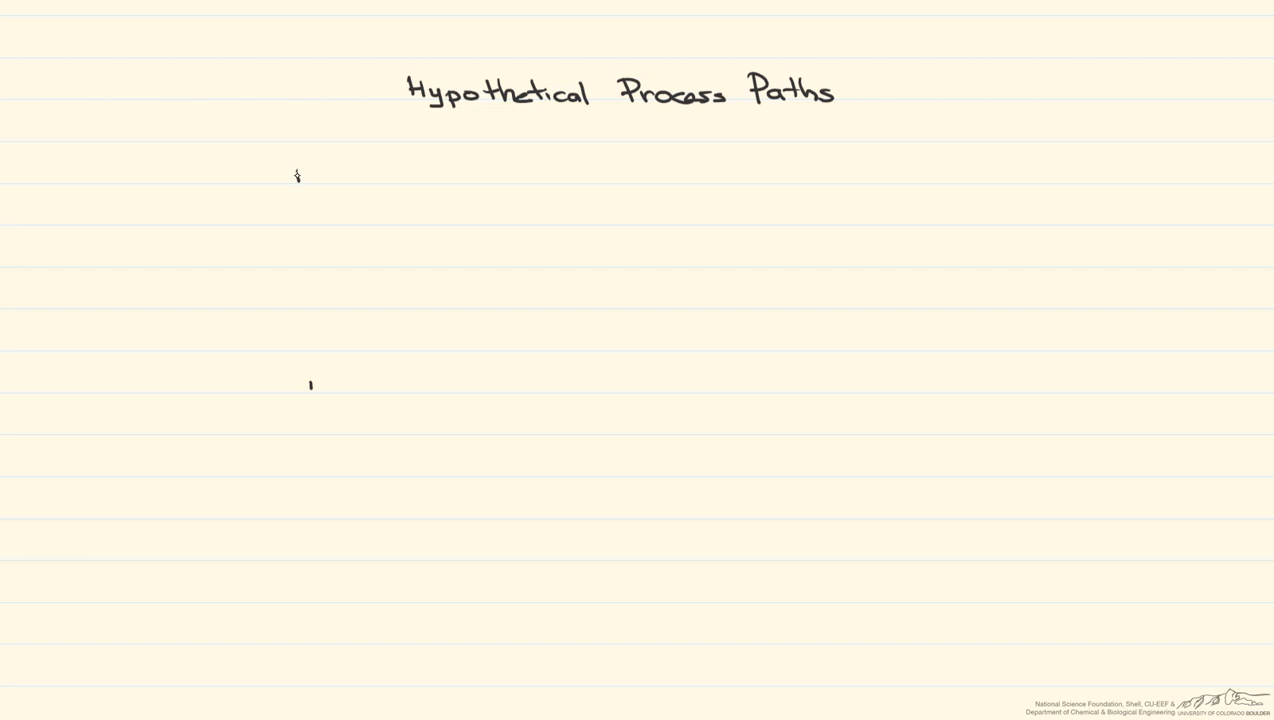 Hypothetical Process Paths
National Science Foundation, Shell, CU-EEF &
Department of Chemical & Biological Engineering UNIVERSITY OF COLORADO BOULDER